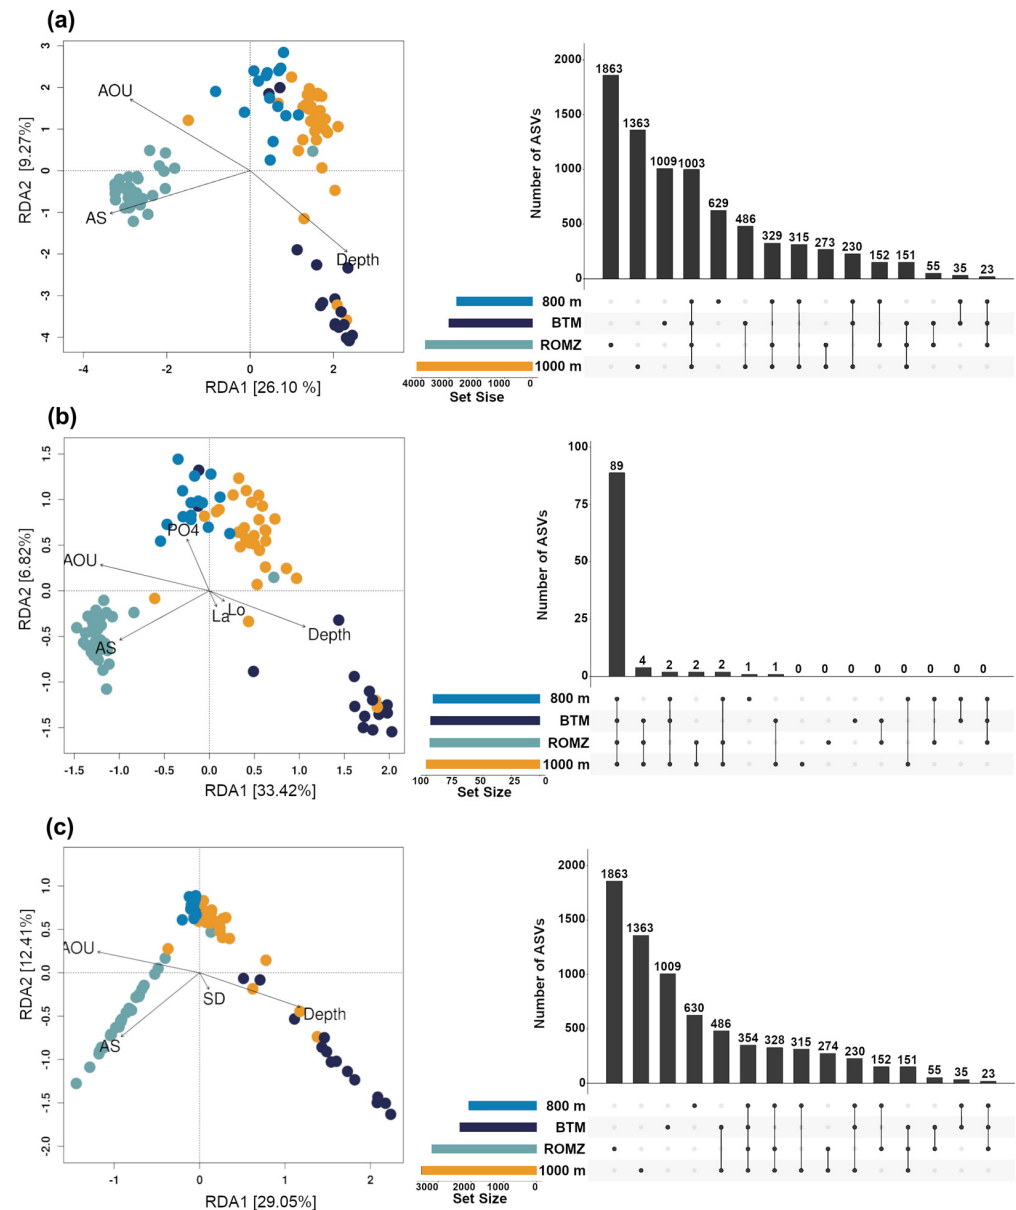 (a)
3
2
1
0
-1
-2
-3
-4
RDA2 [9.27%]
AOU
AS
Depth
-4
-2
0
2
RDA1 [26.10 %]
2000
1500
1000
500
0
Number of ASVs
1863
1363
1009
1003
629
486
329
315
273
230
152
151
55
35
23
800 m
BTM
ROMZ
1000 m
4000 3000 2000 1000 0
Set Sise
(b)
1.5
1.0
0.5
0.0
-0.5
-1.0
-1.5
RDA2 [6.82%]
PO4
AOU
Lo
La
Depth
AS
-1.5 -1.0 -0.5 0.0 0.5 1.0 1.5 2.0
RDA1 [33.42%]
100
75
50
25
0
Number of ASVs
89
4
2
2
2
1
1
0
0
0
0
0
0
0
0
800 m
BTM
ROMZ
1000 m
100 75 50 25 0
Set Size
(c)
1.0
0.5
0.0
-0.5
-1.0
-1.5
-2.0
RDA2 [12.41%]
AOU
SD
Depth
AS
-1
0
1
2
RDA1 [29.05%]
2000
1500
1000
500
0
Number of ASVs
1863
1363
1009
630
486
354
328
315
274
230
152
151
55
35
23
800 m
BTM
ROMZ
1000 m
3000 2000 1000 0
Set Size